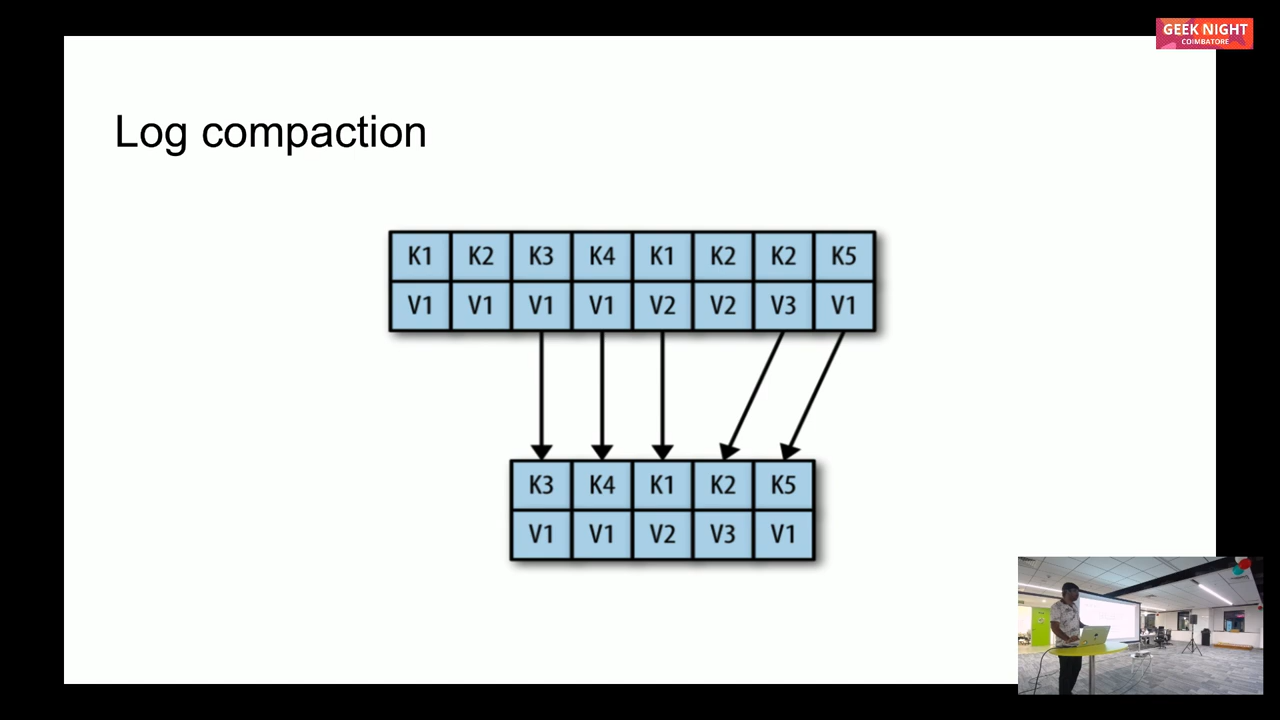 GEEK NIGHT
COIMBATORE
Log compaction
K1 K2 K3 K4 K1 K2 K2 K5
V1 V1 V1 V1 V2 V2 V3 V1
K3 K4 K1 K2 K5
V1 V1 V2 V3 V1